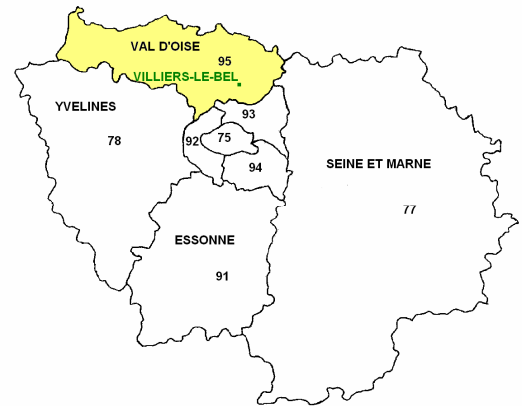 VAL D'OISE
95
VILLIERS-LE-BEL
YVELINES
78
93
92
75
94
SEINE ET MARNE
77
ESSONNE
91